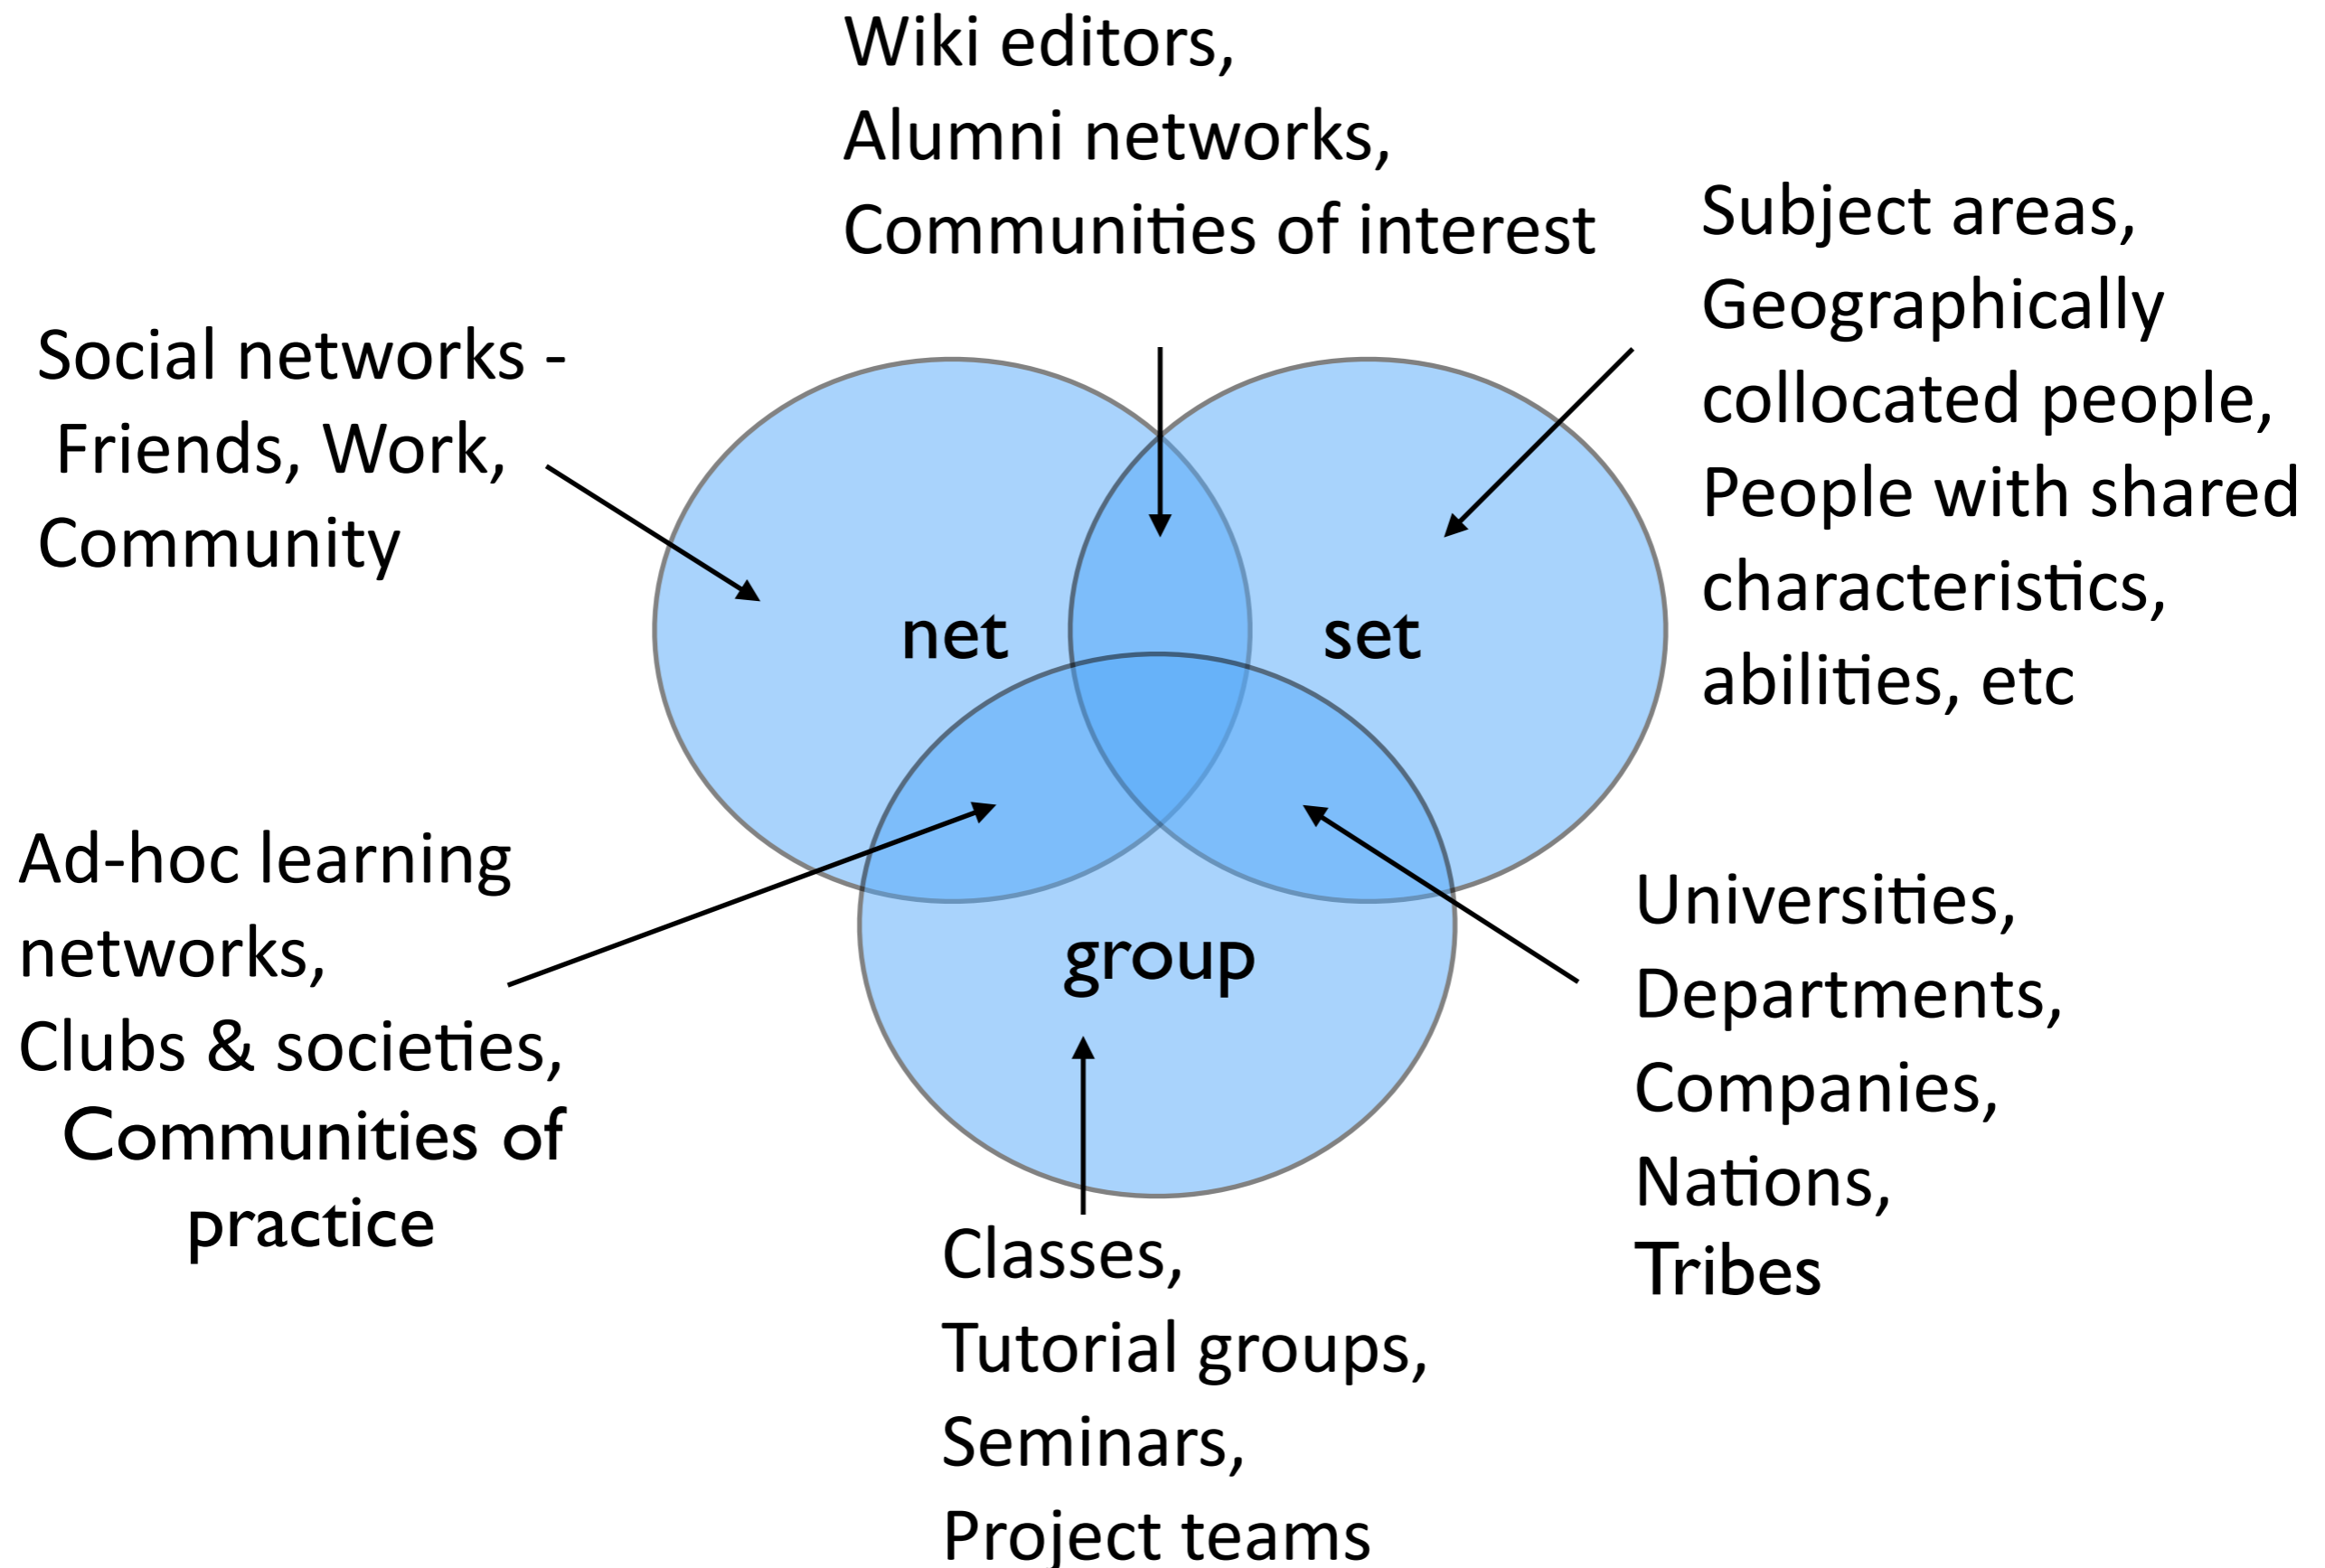 Wiki editors,
Alumni networks,
Communities of interest
Subject areas,
Geographically
collocated people,
People with shared
characteristics,
abilities, etc
Social networks -
Friends, Work,
Community
net
set
group
Ad-hoc learning
networks,
Clubs & societies,
Communities of
practice
Universities,
Departments,
Companies,
Nations,
Tribes
Classes,
Tutorial groups,
Seminars,
Project teams